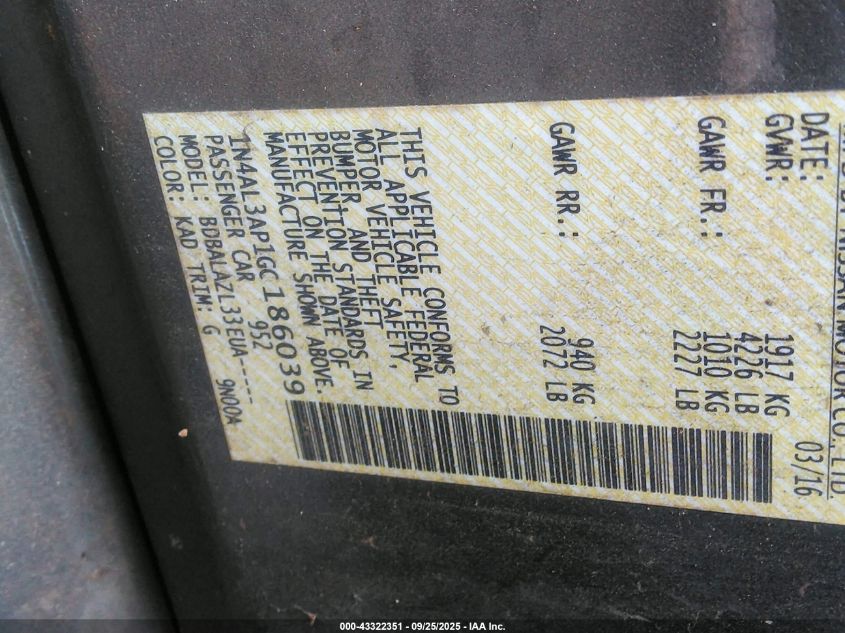 MFD BY NISSAN MOTOR CO., LTD.
DATE: 03/16
GVWR: 1917 KG
4226 LB
GAWR FR.: 1010 KG
2227 LB
GAWR RR.: 940 KG
2072 LB
THIS VEHICLE CONFORMS TO
ALL APPLICABLE FEDERAL
MOTOR VEHICLE SAFETY,
BUMPER AND THEFT
PREVENTION STANDARDS IN
EFFECT ON THE DATE OF
MANUFACTURE SHOWN ABOVE.
1N4AL3AP1GC186039
PASSENGER CAR 952
MODEL: BDBALAZL33EUA-----
COLOR: KAD TRIM: G 9N00A
000-43322351 - 09/25/2025 - IAA Inc.